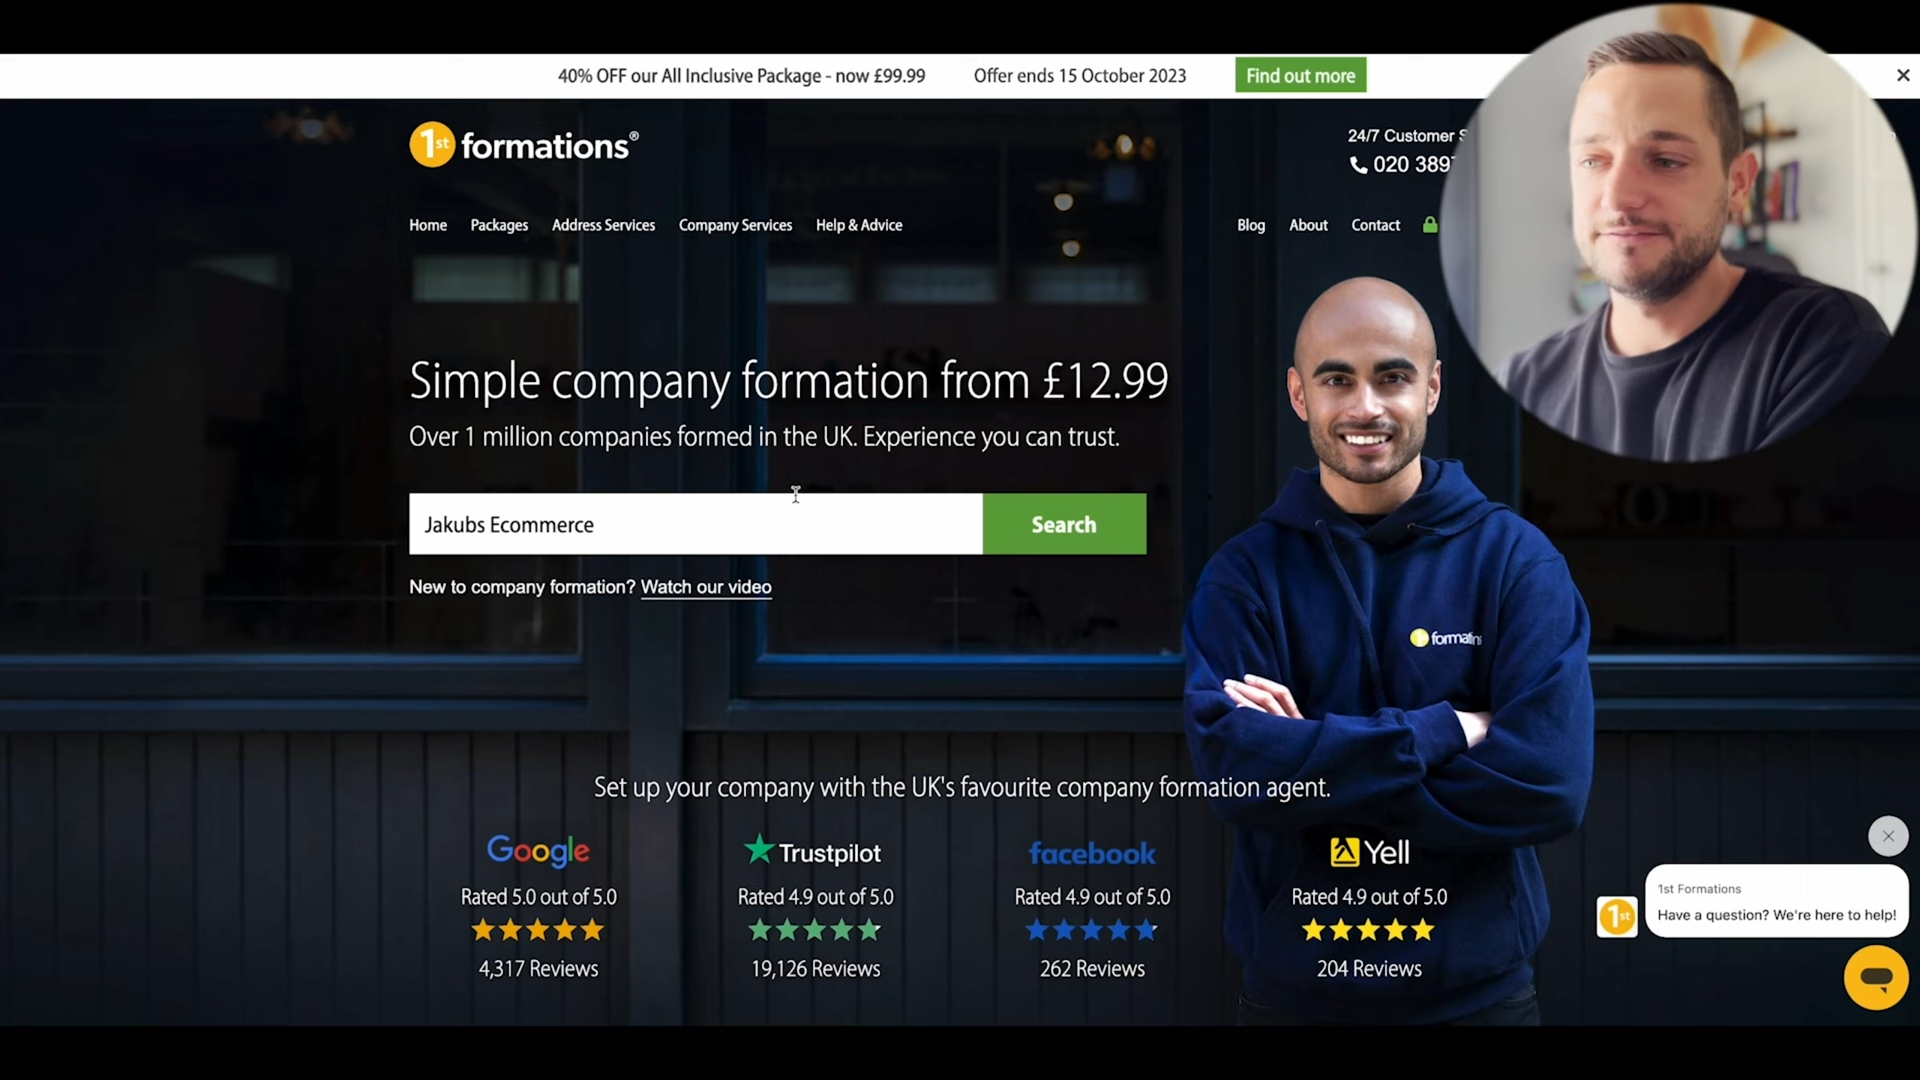 40% OFF our All Inclusive Package - now £99.99 Offer ends 15 October 2023 Find out more
1st formations®
24/7 Customer
020 389
Home Packages Address Services Company Services Help & Advice Blog About Contact
Simple company formation from £12.99
Over 1 million companies formed in the UK. Experience you can trust.
Jakubs Ecommerce Search
New to company formation? Watch our video
1 formations
Set up your company with the UK's favourite company formation agent.
Google Trustpilot facebook Yell
Rated 5.0 out of 5.0 Rated 4.9 out of 5.0 Rated 4.9 out of 5.0 Rated 4.9 out of 5.0
4,317 Reviews 19,126 Reviews 262 Reviews 204 Reviews
1st Formations
1st Have a question? We're here to help!